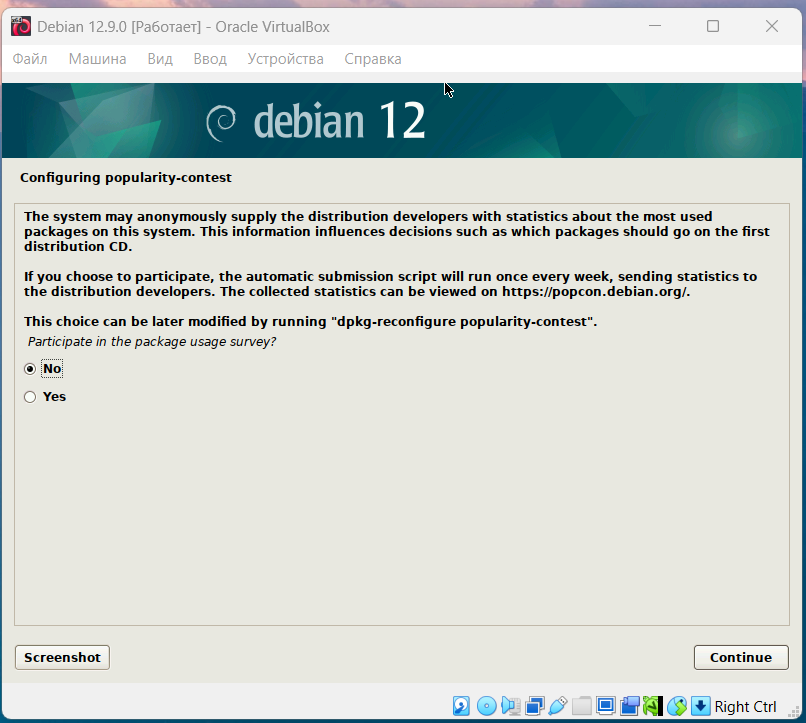 Debian 12.9.0 [Работает] - Oracle VirtualBox
Файл Машина Вид Ввод Устройства Справка
debian 12
Configuring popularity-contest
The system may anonymously supply the distribution developers with statistics about the most used
packages on this system. This information influences decisions such as which packages should go on the first
distribution CD.
If you choose to participate, the automatic submission script will run once every week, sending statistics to
the distribution developers. The collected statistics can be viewed on https://popcon.debian.org/.
This choice can be later modified by running "dpkg-reconfigure popularity-contest".
Participate in the package usage survey?
No
Yes
Screenshot Continue
Right Ctrl